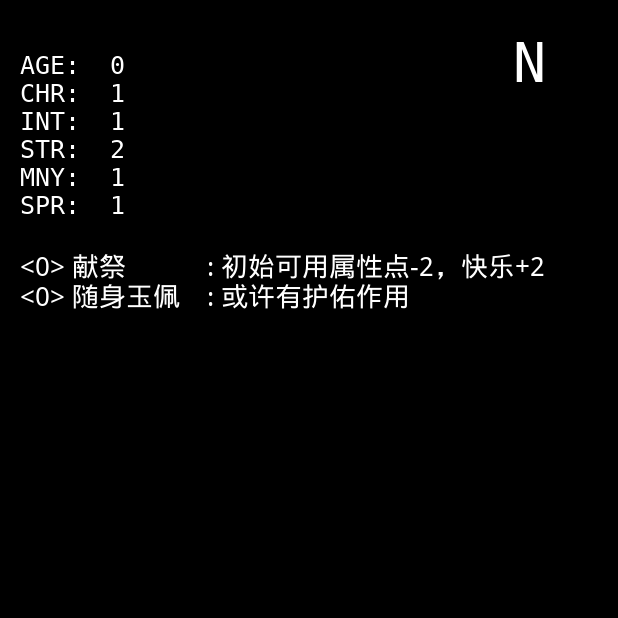 N
AGE: 0
CHR: 1
INT: 1
STR: 2
MNY: 1
SPR: 1
<O> 献祭 : 初始可用属性点-2，快乐+2
<O> 随身玉佩 : 或许有护佑作用